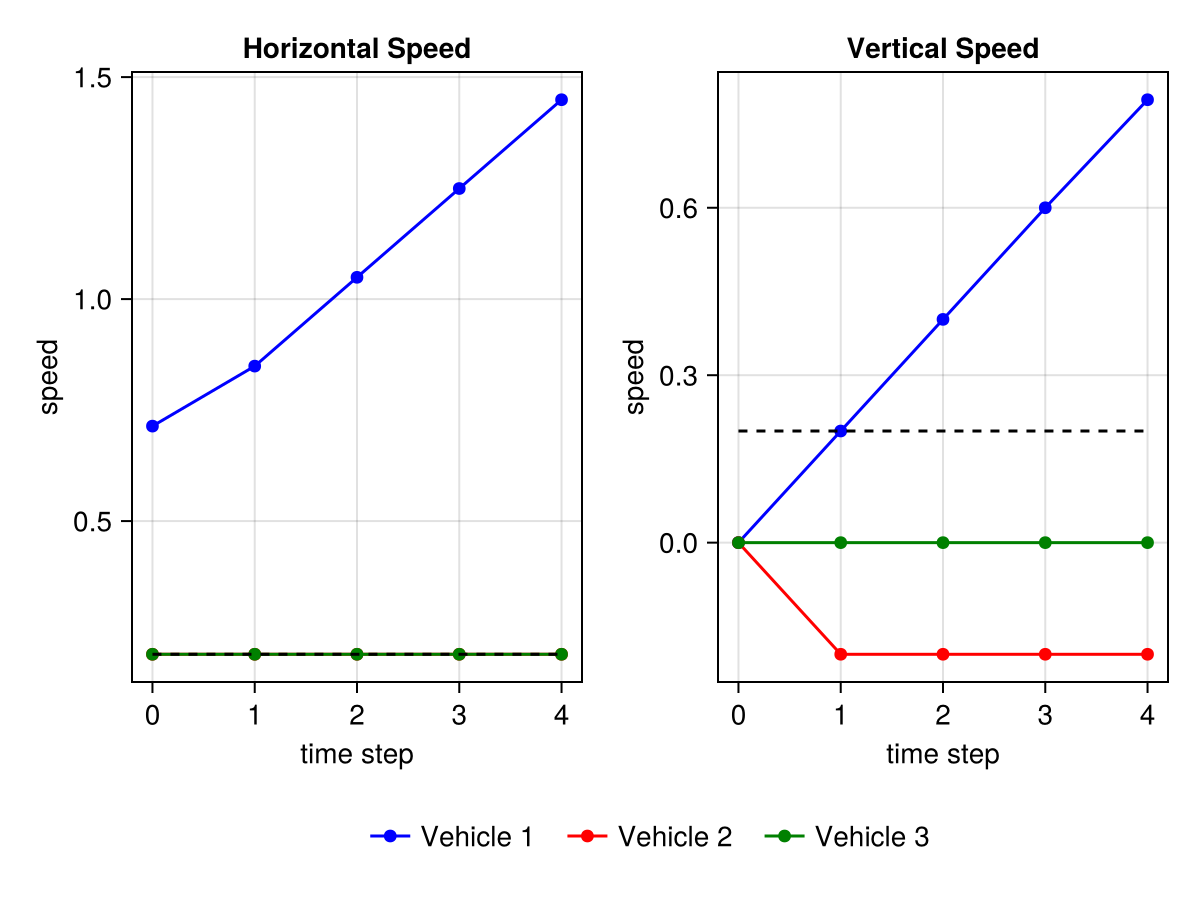 Horizontal Speed
1.5
1.0
0.5
speed
0 1 2 3 4
time step
Vertical Speed
0.6
0.3
0.0
speed
0 1 2 3 4
time step
Vehicle 1 Vehicle 2 Vehicle 3